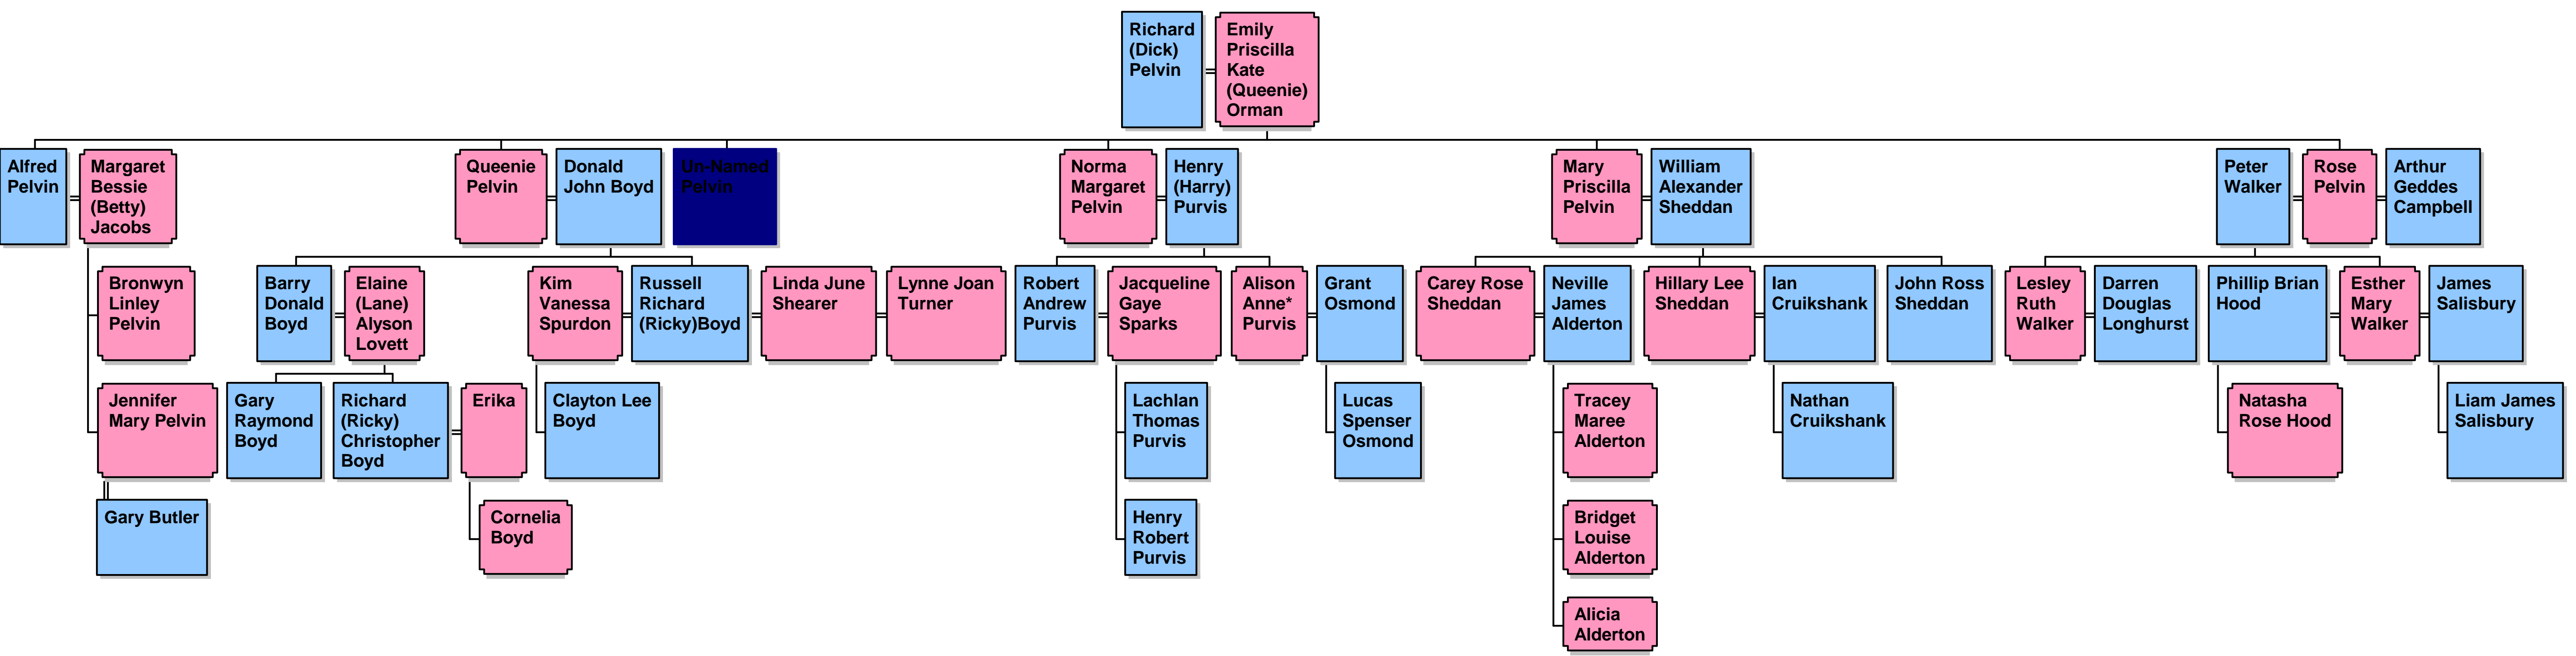 Richard
(Dick)
Pelvin
Emily
Priscilla
Kate
(Queenie)
Orman
Alfred
Pelvin
Margaret
Bessie
(Betty)
Jacobs
Queenie
Pelvin
Donald
John Boyd
Un-Named
Pelvin
Norma
Margaret
Pelvin
Henry
(Harry)
Purvis
Mary
Priscilla
Pelvin
William
Alexander
Sheddan
Peter
Walker
Rose
Pelvin
Arthur
Geddes
Campbell
Bronwyn
Linley
Pelvin
Barry
Donald
Boyd
Elaine
(Lane)
Alyson
Lovett
Kim
Vanessa
Spurdon
Russell
Richard
(Ricky)Boyd
Linda June
Shearer
Lynne Joan
Turner
Robert
Andrew
Purvis
Jacqueline
Gaye
Sparks
Alison
Anne*
Purvis
Grant
Osmond
Carey Rose
Sheddan
Neville
James
Alderton
Hillary Lee
Sheddan
Ian
Cruikshank
John Ross
Sheddan
Lesley
Ruth
Walker
Darren
Douglas
Longhurst
Phillip Brian
Hood
Esther
Mary
Walker
James
Salisbury
Jennifer
Mary Pelvin
Gary
Raymond
Boyd
Richard
(Ricky)
Christopher
Boyd
Erika
Clayton Lee
Boyd
Lachlan
Thomas
Purvis
Lucas
Spenser
Osmond
Tracey
Maree
Alderton
Nathan
Cruikshank
Natasha
Rose Hood
Liam James
Salisbury
Gary Butler
Cornelia
Boyd
Henry
Robert
Purvis
Bridget
Louise
Alderton
Alicia
Alderton